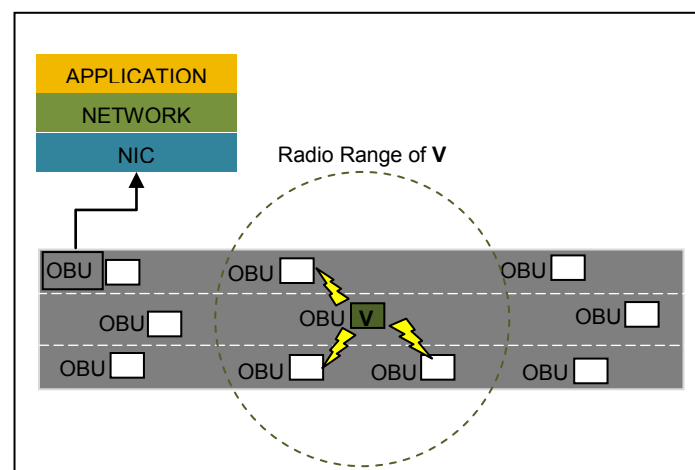 APPLICATION
NETWORK
NIC
Radio Range of V
OBU
OBU
OBU
OBU
OBU V
OBU
OBU
OBU
OBU
OBU